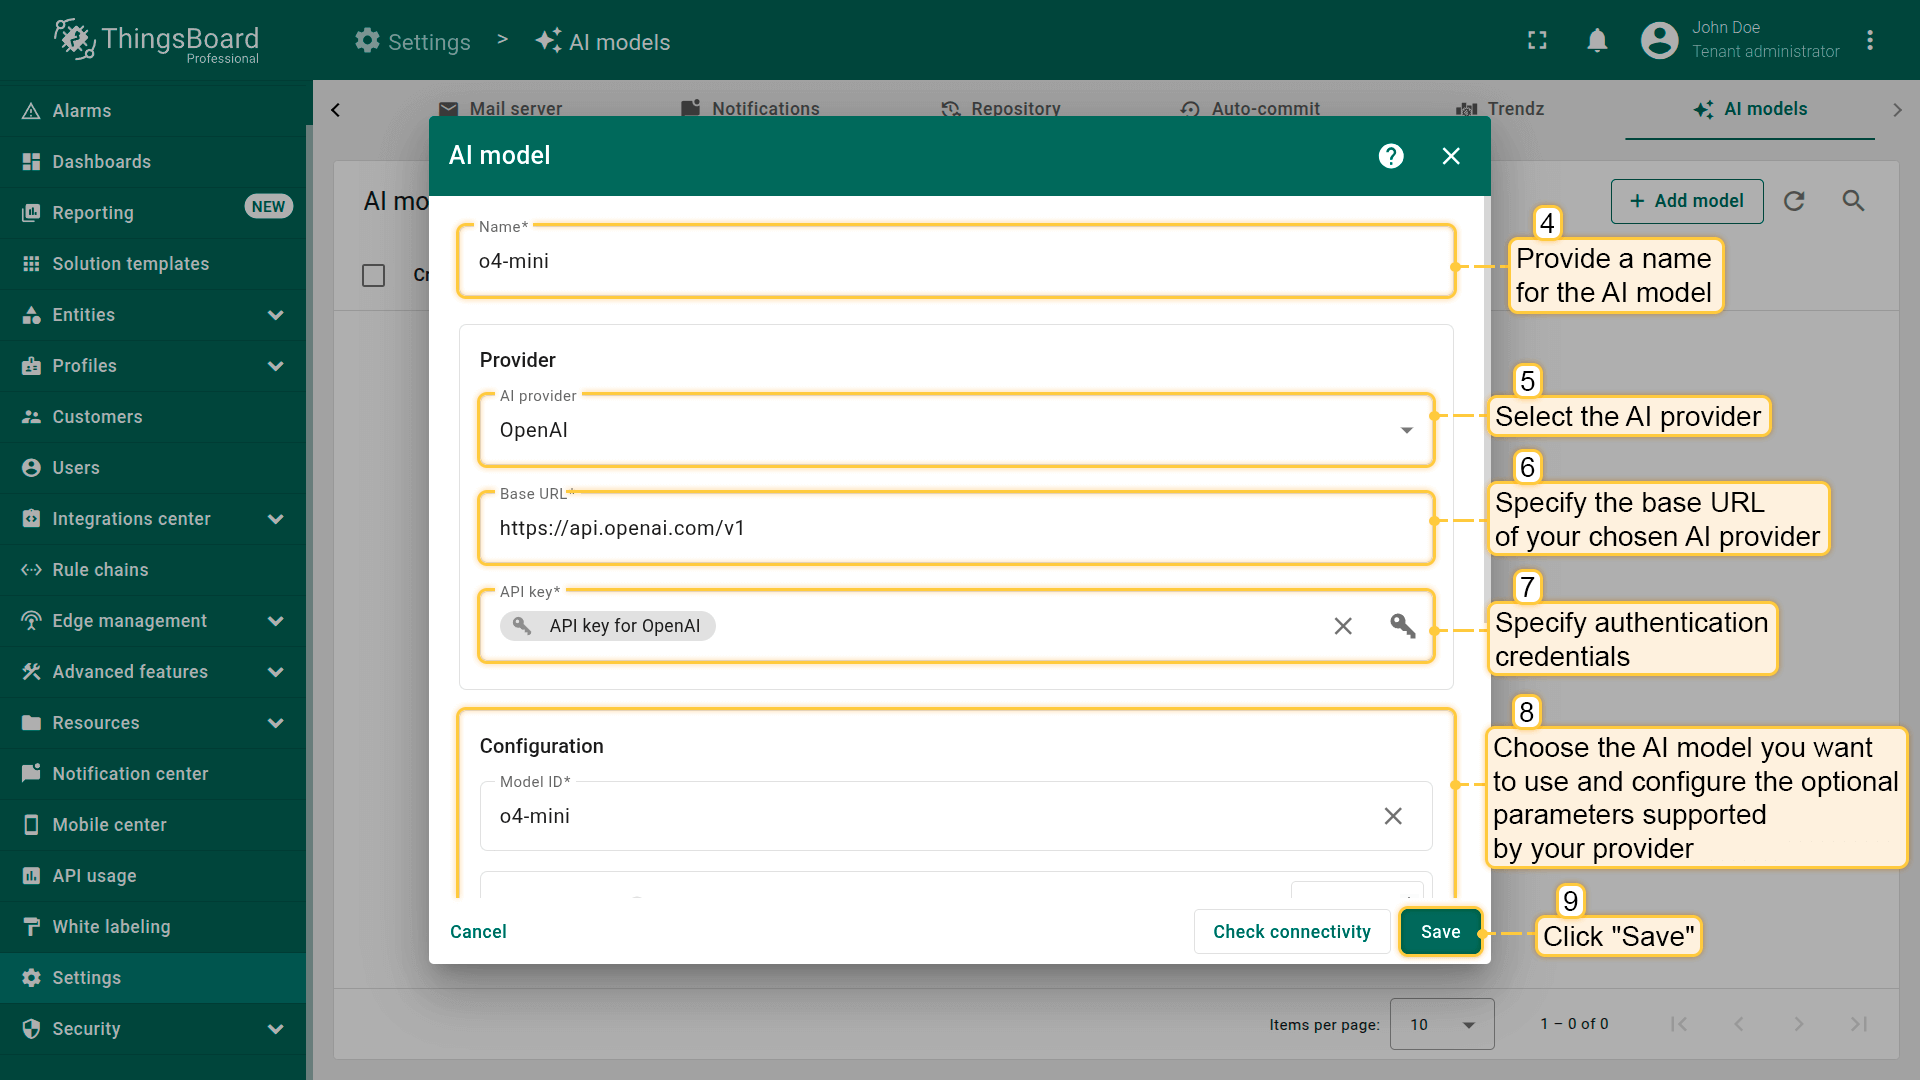 ThingsBoard
Professional
Settings > AI models
John Doe
Tenant administrator
Alarms
Dashboards
Reporting NEW
Solution templates
Entities
Profiles
Customers
Users
Integrations center
Rule chains
Edge management
Advanced features
Resources
Notification center
Mobile center
API usage
White labeling
Settings
Security
Mail server Notifications Repository Auto-commit Trendz AI models
AI mo
+ Add model
Cr
AI model
Name*
o4-mini
Provider
AI provider
OpenAI
Base URL*
https://api.openai.com/v1
API key*
API key for OpenAI
Configuration
Model ID*
o4-mini
Cancel Check connectivity Save
4
Provide a name
for the AI model
5
Select the AI provider
6
Specify the base URL
of your chosen AI provider
7
Specify authentication
credentials
8
Choose the AI model you want
to use and configure the optional
parameters supported
by your provider
9
Click "Save"
Items per page: 10 1 – 0 of 0